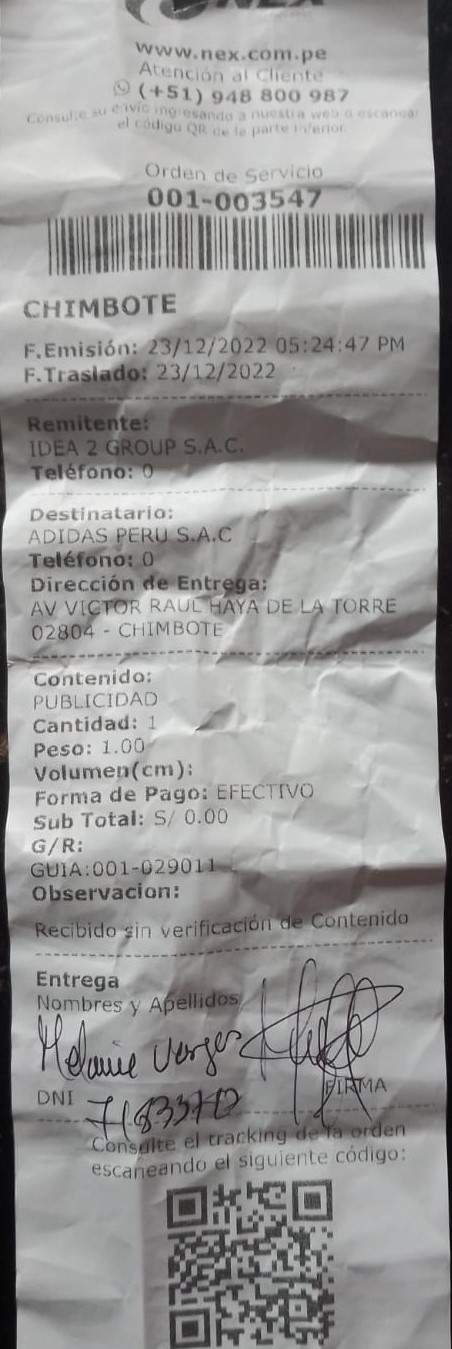 NEX
www.nex.com.pe
Atención al Cliente
(+51) 948 800 987
Consulte su envío ingresando a nuestra web o escanear
el código QR de la parte inferior.
Orden de Servicio
001-003547
CHIMBOTE
F.Emisión: 23/12/2022 05:24:47 PM
F.Traslado: 23/12/2022
Remitente:
IDEA 2 GROUP S.A.C.
Teléfono: 0
Destinatario:
ADIDAS PERU S.A.C
Teléfono: 0
Dirección de Entrega:
AV VICTOR RAUL HAYA DE LA TORRE
02804 - CHIMBOTE
Contenido:
PUBLICIDAD
Cantidad: 1
Peso: 1.00
Volumen(cm):
Forma de Pago: EFECTIVO
Sub Total: S/ 0.00
G/R:
GUIA:001-029011
Observacion:
Recibido sin verificación de Contenido
Entrega
Nombres y Apellidos
Melanie Vargas
DNI
FIRMA
Consulte el tracking de la orden
escaneando el siguiente código: